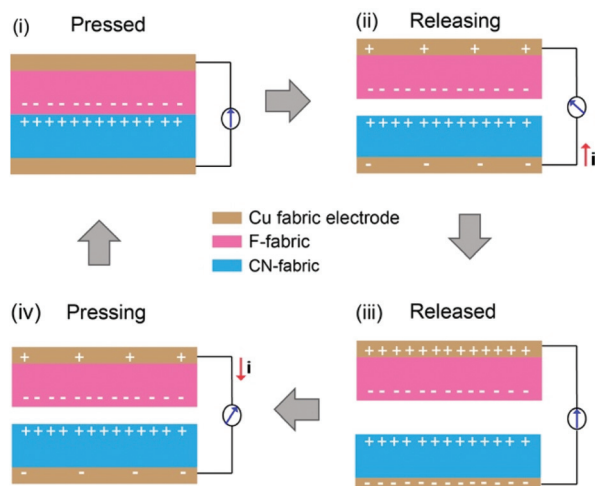 (i) Pressed
(ii) Releasing
i
Cu fabric electrode
F-fabric
CN-fabric
(iv) Pressing
(iii) Released
i